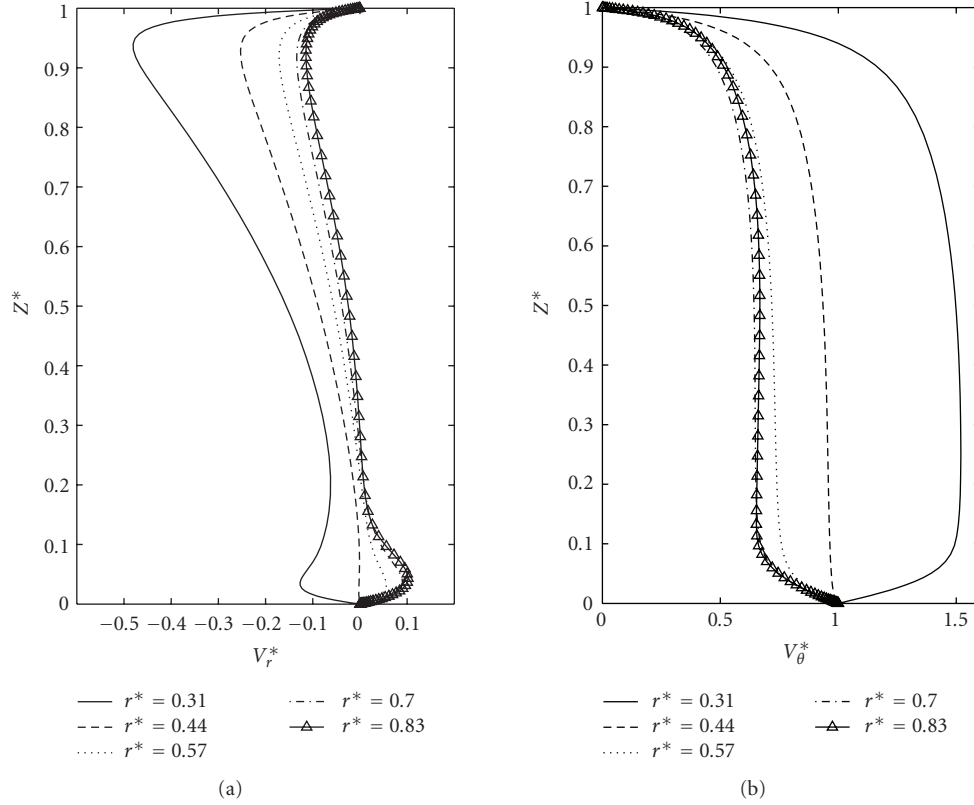 1
0.9
0.8
0.7
0.6
0.5
0.4
0.3
0.2
0.1
0
Z*
−0.5 −0.4 −0.3 −0.2 −0.1 0 0.1
V_r^*
r* = 0.31
r* = 0.44
r* = 0.57
r* = 0.7
r* = 0.83
(a)
1
0.9
0.8
0.7
0.6
0.5
0.4
0.3
0.2
0.1
0
Z*
0 0.5 1 1.5
V_θ^*
r* = 0.31
r* = 0.44
r* = 0.57
r* = 0.7
r* = 0.83
(b)